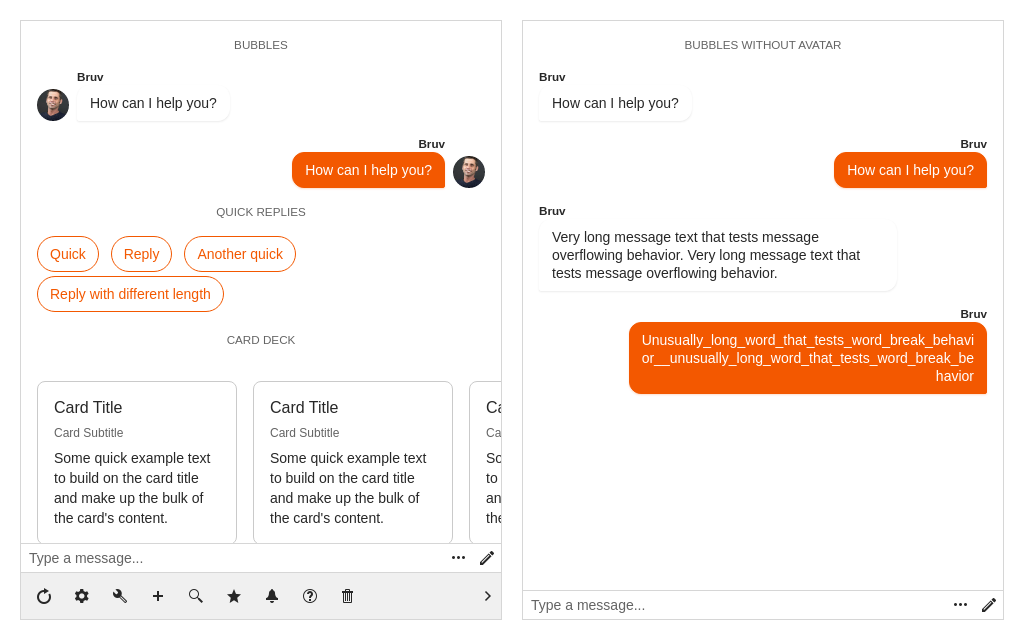 BUBBLES
Bruv
How can I help you?
Bruv
How can I help you?
QUICK REPLIES
Quick
Reply
Another quick
Reply with different length
CARD DECK
Card Title
Card Subtitle
Some quick example text
to build on the card title
and make up the bulk of
the card's content.
Card Title
Card Subtitle
Some quick example text
to build on the card title
and make up the bulk of
the card's content.
Ca
Ca
So
to
an
the
Type a message...
BUBBLES WITHOUT AVATAR
Bruv
How can I help you?
Bruv
How can I help you?
Bruv
Very long message text that tests message
overflowing behavior. Very long message text that
tests message overflowing behavior.
Bruv
Unusually_long_word_that_tests_word_break_behavi
or__unusually_long_word_that_tests_word_break_be
havior
Type a message...